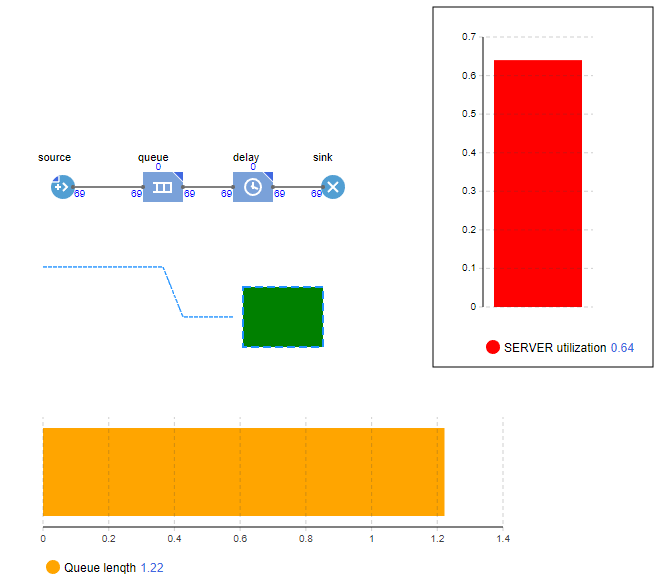 0.7
0.6
0.5
0.4
0.3
0.2
0.1
0
SERVER utilization 0.64
source queue delay sink
0 0
69 69 69 69 69 69
0 0.2 0.4 0.6 0.8 1 1.2 1.4
Queue length 1.22